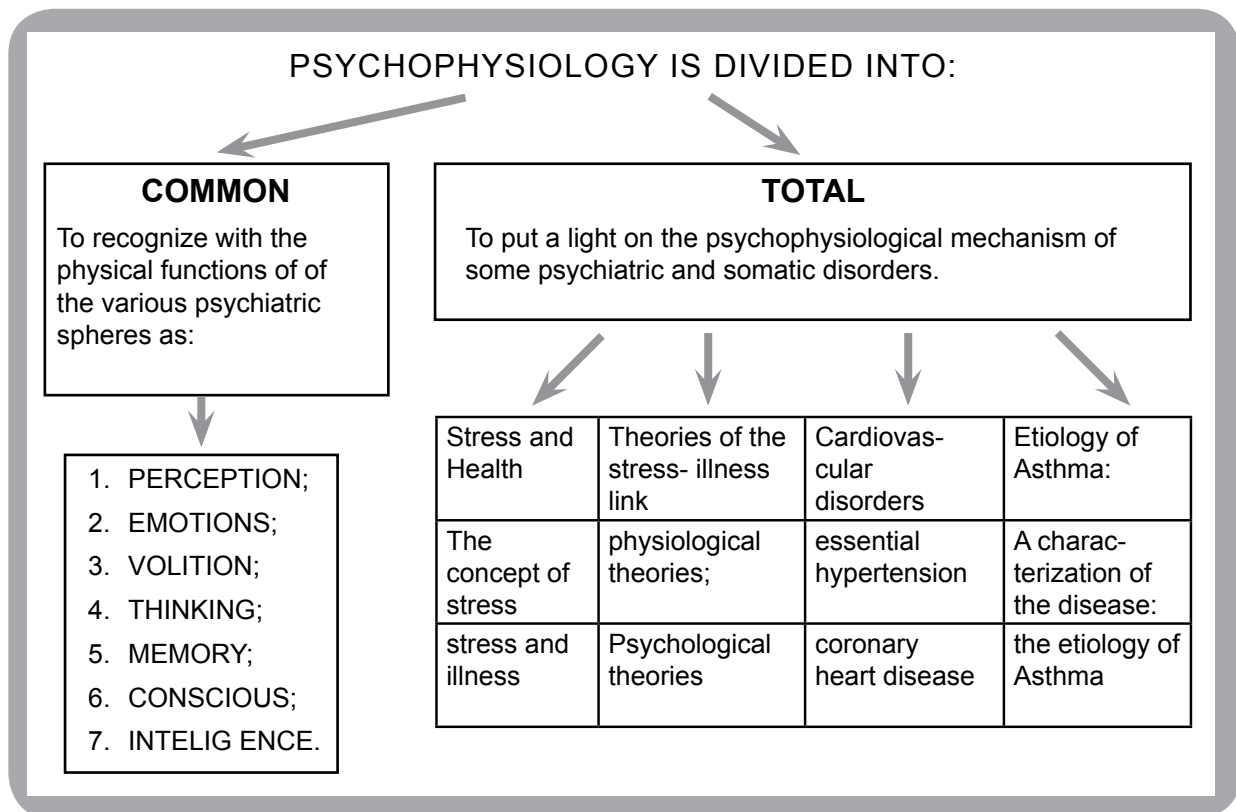 PSYCHOPHYSIOLOGY IS DIVIDED INTO:
COMMON
To recognize with the
physical functions of of
the various psychiatric
spheres as:
1. PERCEPTION;
2. EMOTIONS;
3. VOLITION;
4. THINKING;
5. MEMORY;
6. CONSCIOUS;
7. INTELIG ENCE.
TOTAL
To put a light on the psychophysiological mechanism of
some psychiatric and somatic disorders.
Stress and
Health
Theories of the
stress- illness
link
Cardiovas-
cular
disorders
Etiology of
Asthma:
The
concept of
stress
physiological
theories;
essential
hypertension
A charac-
terization of
the disease:
stress and
illness
Psychological
theories
coronary
heart disease
the etiology of
Asthma